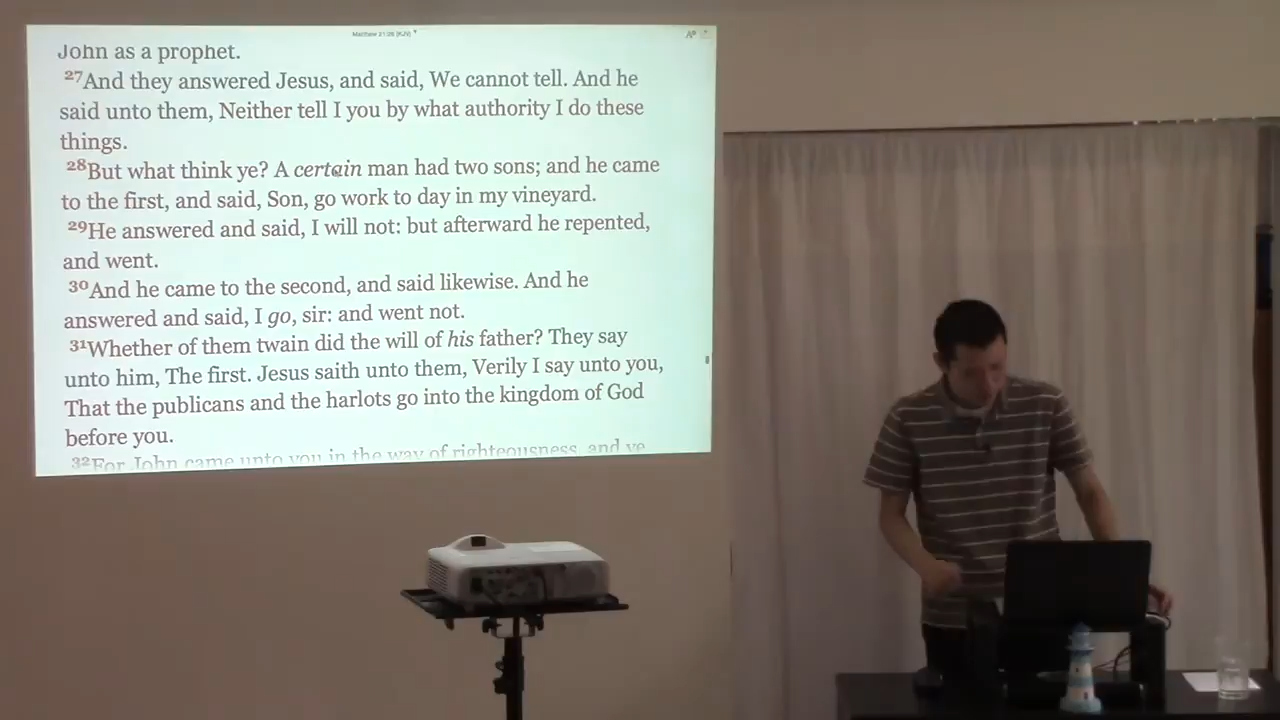 Matthew 21:28 (KJV)
John as a prophet.
27And they answered Jesus, and said, We cannot tell. And he
said unto them, Neither tell I you by what authority I do these
things.
28But what think ye? A certain man had two sons; and he came
to the first, and said, Son, go work to day in my vineyard.
29He answered and said, I will not: but afterward he repented,
and went.
30And he came to the second, and said likewise. And he
answered and said, I go, sir: and went not.
31Whether of them twain did the will of his father? They say
unto him, The first. Jesus saith unto them, Verily I say unto you,
That the publicans and the harlots go into the kingdom of God
before you.
32For John came unto you in the way of righteousness, and ye